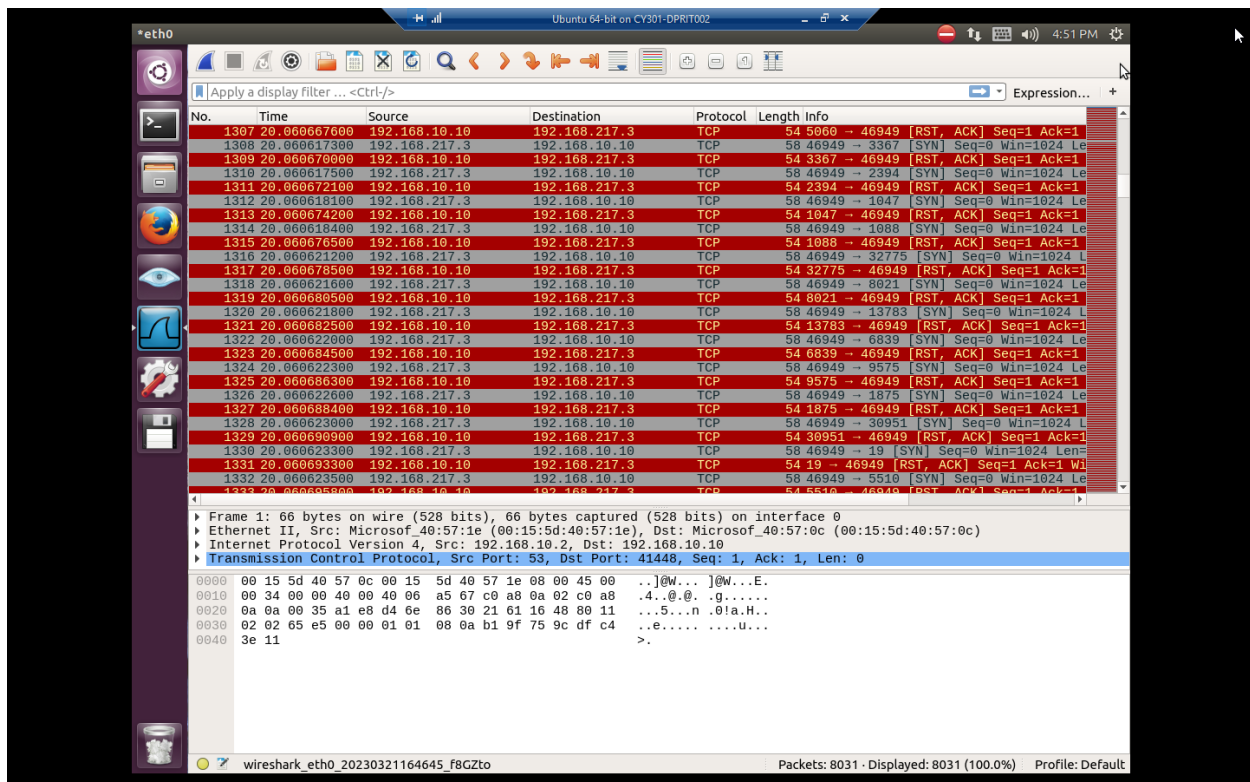 Ubuntu 64-bit on CY301-DPRIT002
*eth0 4:51 PM
Apply a display filter ... <Ctrl-/> Expression... +
No. Time Source Destination Protocol Length Info
1307 20.060667600 192.168.10.10 192.168.217.3 TCP 54 5060 → 46949 [RST, ACK] Seq=1 Ack=1
1308 20.060617300 192.168.217.3 192.168.10.10 TCP 58 46949 → 3367 [SYN] Seq=0 Win=1024 Le
1309 20.060670000 192.168.10.10 192.168.217.3 TCP 54 3367 → 46949 [RST, ACK] Seq=1 Ack=1
1310 20.060617500 192.168.217.3 192.168.10.10 TCP 58 46949 → 2394 [SYN] Seq=0 Win=1024 Le
1311 20.060672100 192.168.10.10 192.168.217.3 TCP 54 2394 → 46949 [RST, ACK] Seq=1 Ack=1
1312 20.060618100 192.168.217.3 192.168.10.10 TCP 58 46949 → 1047 [SYN] Seq=0 Win=1024 Le
1313 20.060674200 192.168.10.10 192.168.217.3 TCP 54 1047 → 46949 [RST, ACK] Seq=1 Ack=1
1314 20.060618400 192.168.217.3 192.168.10.10 TCP 58 46949 → 1088 [SYN] Seq=0 Win=1024 Le
1315 20.060676500 192.168.10.10 192.168.217.3 TCP 54 1088 → 46949 [RST, ACK] Seq=1 Ack=1
1316 20.060621200 192.168.217.3 192.168.10.10 TCP 58 46949 → 32775 [SYN] Seq=0 Win=1024 L
1317 20.060678500 192.168.10.10 192.168.217.3 TCP 54 32775 → 46949 [RST, ACK] Seq=1 Ack=1
1318 20.060621600 192.168.217.3 192.168.10.10 TCP 58 46949 → 8021 [SYN] Seq=0 Win=1024 Le
1319 20.060680500 192.168.10.10 192.168.217.3 TCP 54 8021 → 46949 [RST, ACK] Seq=1 Ack=1
1320 20.060621800 192.168.217.3 192.168.10.10 TCP 58 46949 → 13783 [SYN] Seq=0 Win=1024 L
1321 20.060682500 192.168.10.10 192.168.217.3 TCP 54 13783 → 46949 [RST, ACK] Seq=1 Ack=1
1322 20.060622000 192.168.217.3 192.168.10.10 TCP 58 46949 → 6839 [SYN] Seq=0 Win=1024 Le
1323 20.060684500 192.168.10.10 192.168.217.3 TCP 54 6839 → 46949 [RST, ACK] Seq=1 Ack=1
1324 20.060622300 192.168.217.3 192.168.10.10 TCP 58 46949 → 9575 [SYN] Seq=0 Win=1024 Le
1325 20.060686300 192.168.10.10 192.168.217.3 TCP 54 9575 → 46949 [RST, ACK] Seq=1 Ack=1
1326 20.060622600 192.168.217.3 192.168.10.10 TCP 58 46949 → 1875 [SYN] Seq=0 Win=1024 Le
1327 20.060688400 192.168.10.10 192.168.217.3 TCP 54 1875 → 46949 [RST, ACK] Seq=1 Ack=1
1328 20.060623000 192.168.217.3 192.168.10.10 TCP 58 46949 → 30951 [SYN] Seq=0 Win=1024 L
1329 20.060690900 192.168.10.10 192.168.217.3 TCP 54 30951 → 46949 [RST, ACK] Seq=1 Ack=1
1330 20.060623300 192.168.217.3 192.168.10.10 TCP 58 46949 → 19 [SYN] Seq=0 Win=1024 Len=
1331 20.060693300 192.168.10.10 192.168.217.3 TCP 54 19 → 46949 [RST, ACK] Seq=1 Ack=1 Wi
1332 20.060623500 192.168.217.3 192.168.10.10 TCP 58 46949 → 5510 [SYN] Seq=0 Win=1024 Le
1333 20.060695800 192.168.10.10 192.168.217.3 TCP 54 5510 → 46949 [RST, ACK] Seq=1 Ack=1
Frame 1: 66 bytes on wire (528 bits), 66 bytes captured (528 bits) on interface 0
Ethernet II, Src: Microsof_40:57:1e (00:15:5d:40:57:1e), Dst: Microsof_40:57:0c (00:15:5d:40:57:0c)
Internet Protocol Version 4, Src: 192.168.10.2, Dst: 192.168.10.10
Transmission Control Protocol, Src Port: 53, Dst Port: 41448, Seq: 1, Ack: 1, Len: 0
0000 00 15 5d 40 57 0c 00 15 5d 40 57 1e 08 00 45 00 ..]@W... ]@W...E.
0010 00 34 00 00 40 00 40 06 a5 67 c0 a8 0a 02 c0 a8 .4..@.@. .g......
0020 0a 0a 00 35 a1 e8 d4 6e 86 30 21 61 16 48 80 11 ...5...n .0!a.H..
0030 02 02 65 e5 00 00 01 01 08 0a b1 9f 75 9c df c4 ..e..... ....u...
0040 3e 11 >.
wireshark_eth0_20230321164645_f8GZto Packets: 8031 · Displayed: 8031 (100.0%) Profile: Default